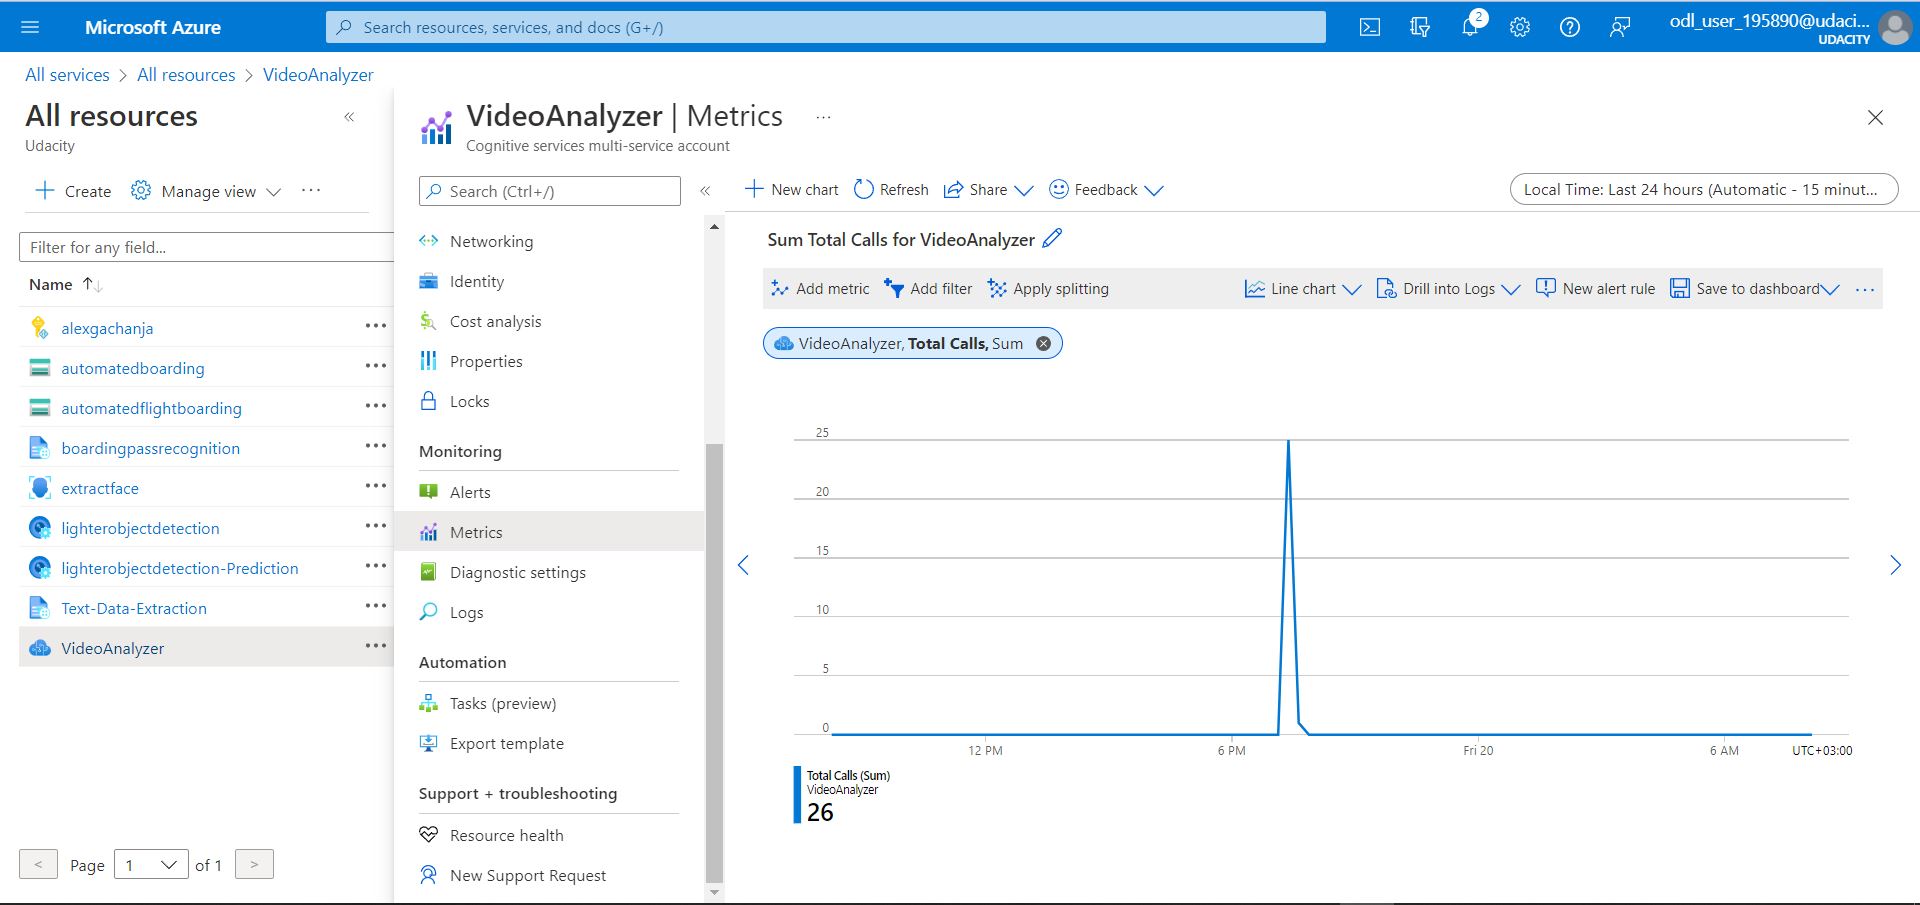 Microsoft Azure
Search resources, services, and docs (G+/)
2
odl_user_195890@udaci...
UDACITY
All services > All resources > VideoAnalyzer
All resources
Udacity
Create
Manage view
Filter for any field...
Name
alexgachanja
automatedboarding
automatedflightboarding
boardingpassrecognition
extractface
lighterobjectdetection
lighterobjectdetection-Prediction
Text-Data-Extraction
VideoAnalyzer
< Page 1 of 1 >
VideoAnalyzer | Metrics
Cognitive services multi-service account
Search (Ctrl+/)
Networking
Identity
Cost analysis
Properties
Locks
Monitoring
Alerts
Metrics
Diagnostic settings
Logs
Automation
Tasks (preview)
Export template
Support + troubleshooting
Resource health
New Support Request
New chart
Refresh
Share
Feedback
Local Time: Last 24 hours (Automatic - 15 minut...
Sum Total Calls for VideoAnalyzer
Add metric
Add filter
Apply splitting
Line chart
Drill into Logs
New alert rule
Save to dashboard
VideoAnalyzer, Total Calls, Sum
25
20
15
10
5
0
12 PM
6 PM
Fri 20
6 AM
UTC+03:00
Total Calls (Sum)
VideoAnalyzer
26